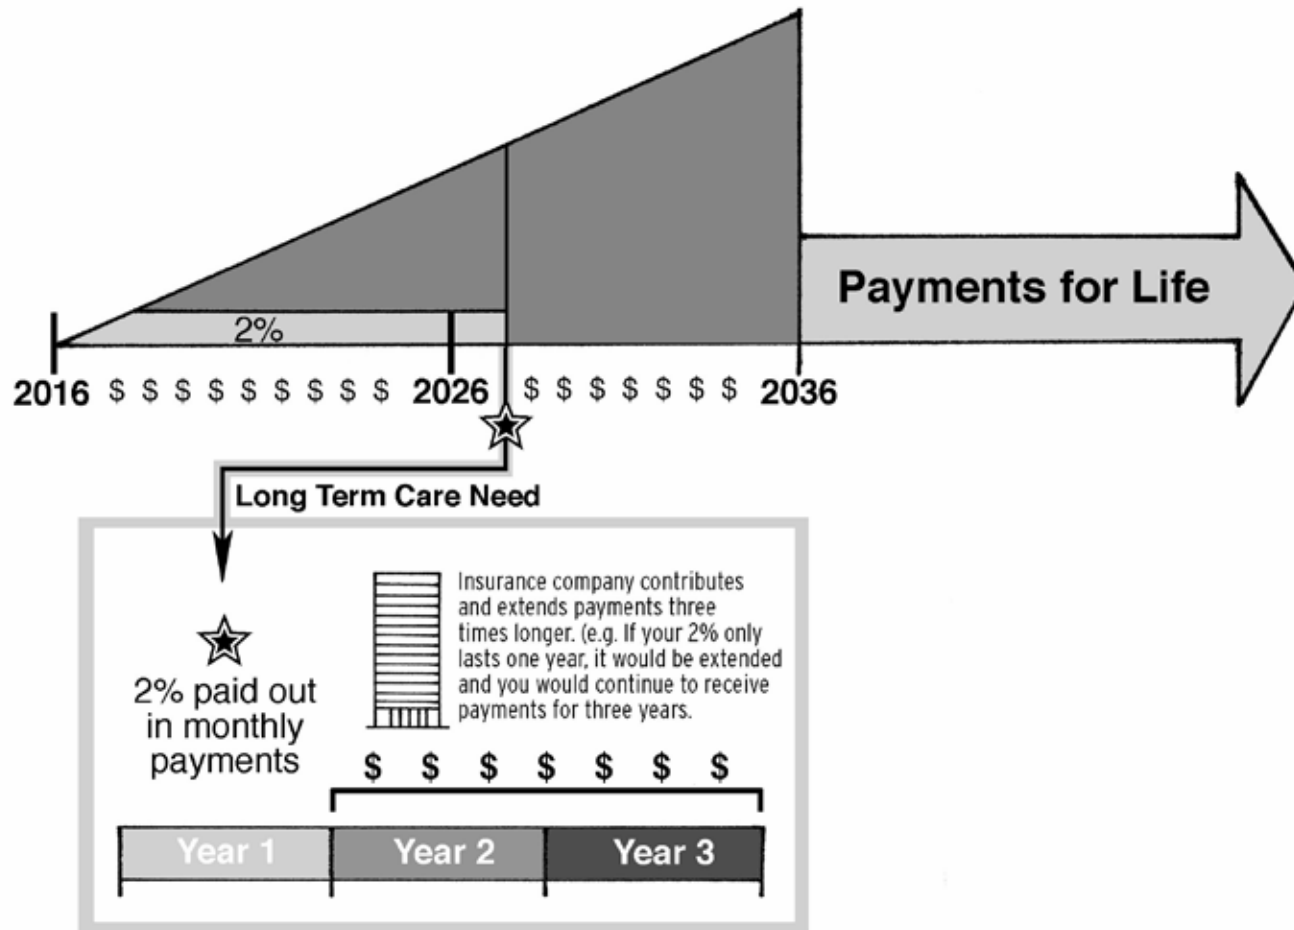 Payments for Life
2%
2016 $ $ $ $ $ $ $ $ $ 2026 $ $ $ $ $ $ $ 2036
Long Term Care Need
Insurance company contributes
and extends payments three
times longer. (e.g. If your 2% only
lasts one year, it would be extended
and you would continue to receive
payments for three years.
2% paid out
in monthly
payments
$ $ $ $ $ $ $
Year 1 Year 2 Year 3